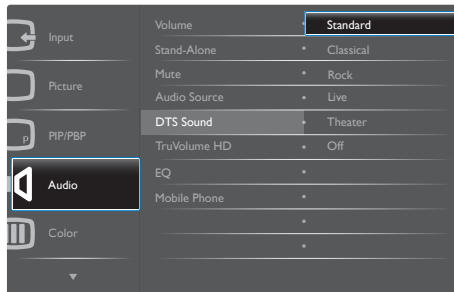 Input
Picture
P
PIP/PBP
Audio
Color
Volume
Stand-Alone
Mute
Audio Source
DTS Sound
TruVolume HD
EQ
Mobile Phone
• Standard
• Classical
• Rock
• Live
• Theater
• Off
•
•
•
•